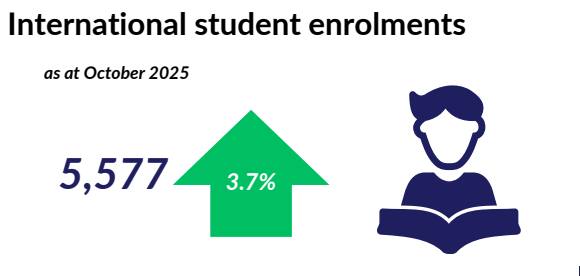 International student enrolments
as at October 2025
5,577
3.7%